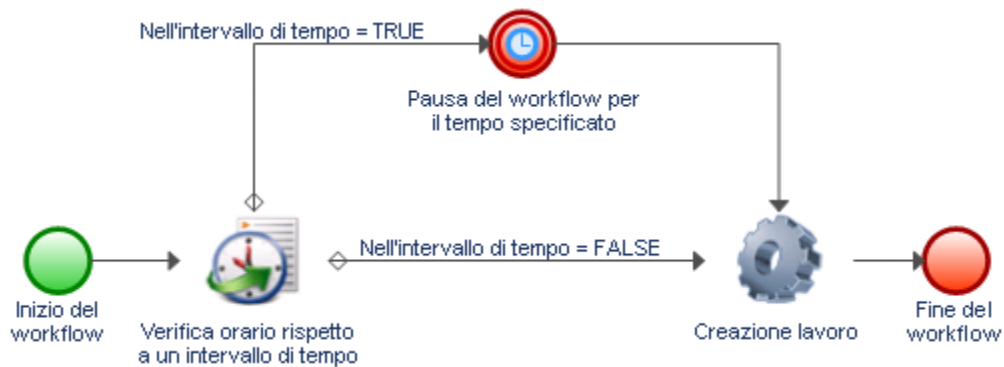 Nell'intervallo di tempo = TRUE
Pausa del workflow per
il tempo specificato
Nell'intervallo di tempo = FALSE
Inizio del
workflow
Verifica orario rispetto
a un intervallo di tempo
Creazione lavoro
Fine del
workflow